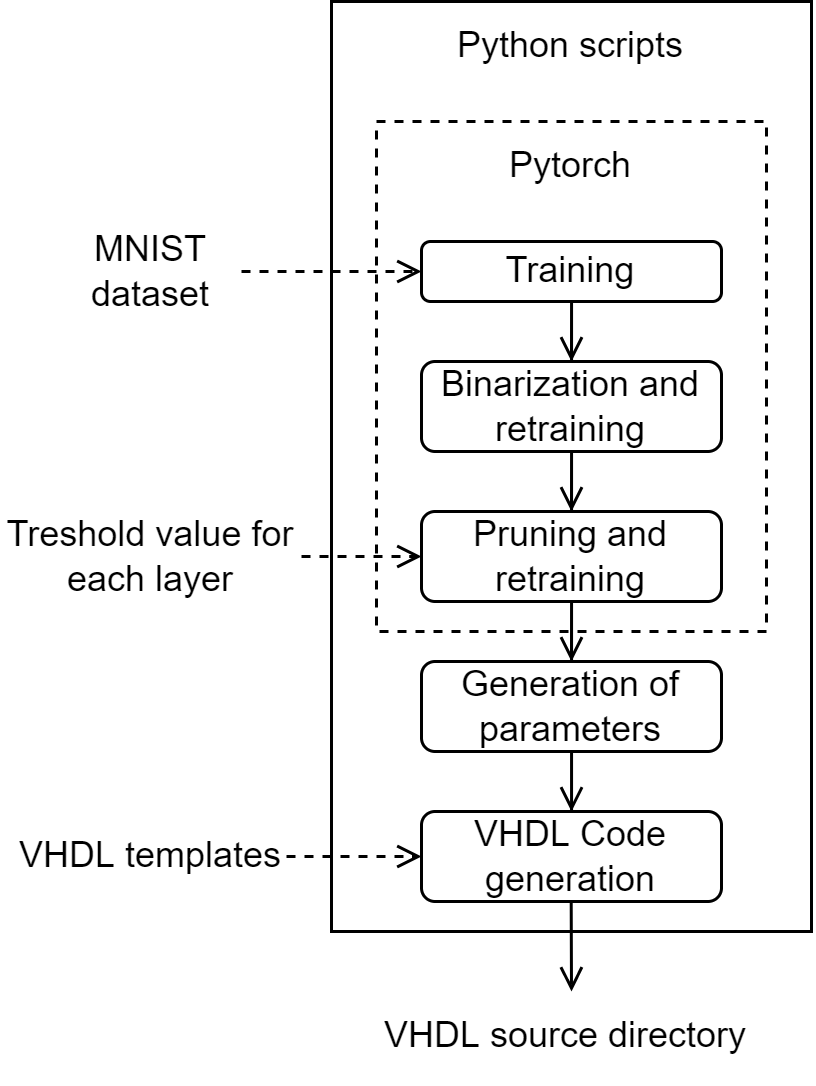 Python scripts
Pytorch
MNIST
dataset
Training
Binarization and
retraining
Treshold value for
each layer
Pruning and
retraining
Generation of
parameters
VHDL templates
VHDL Code
generation
VHDL source directory